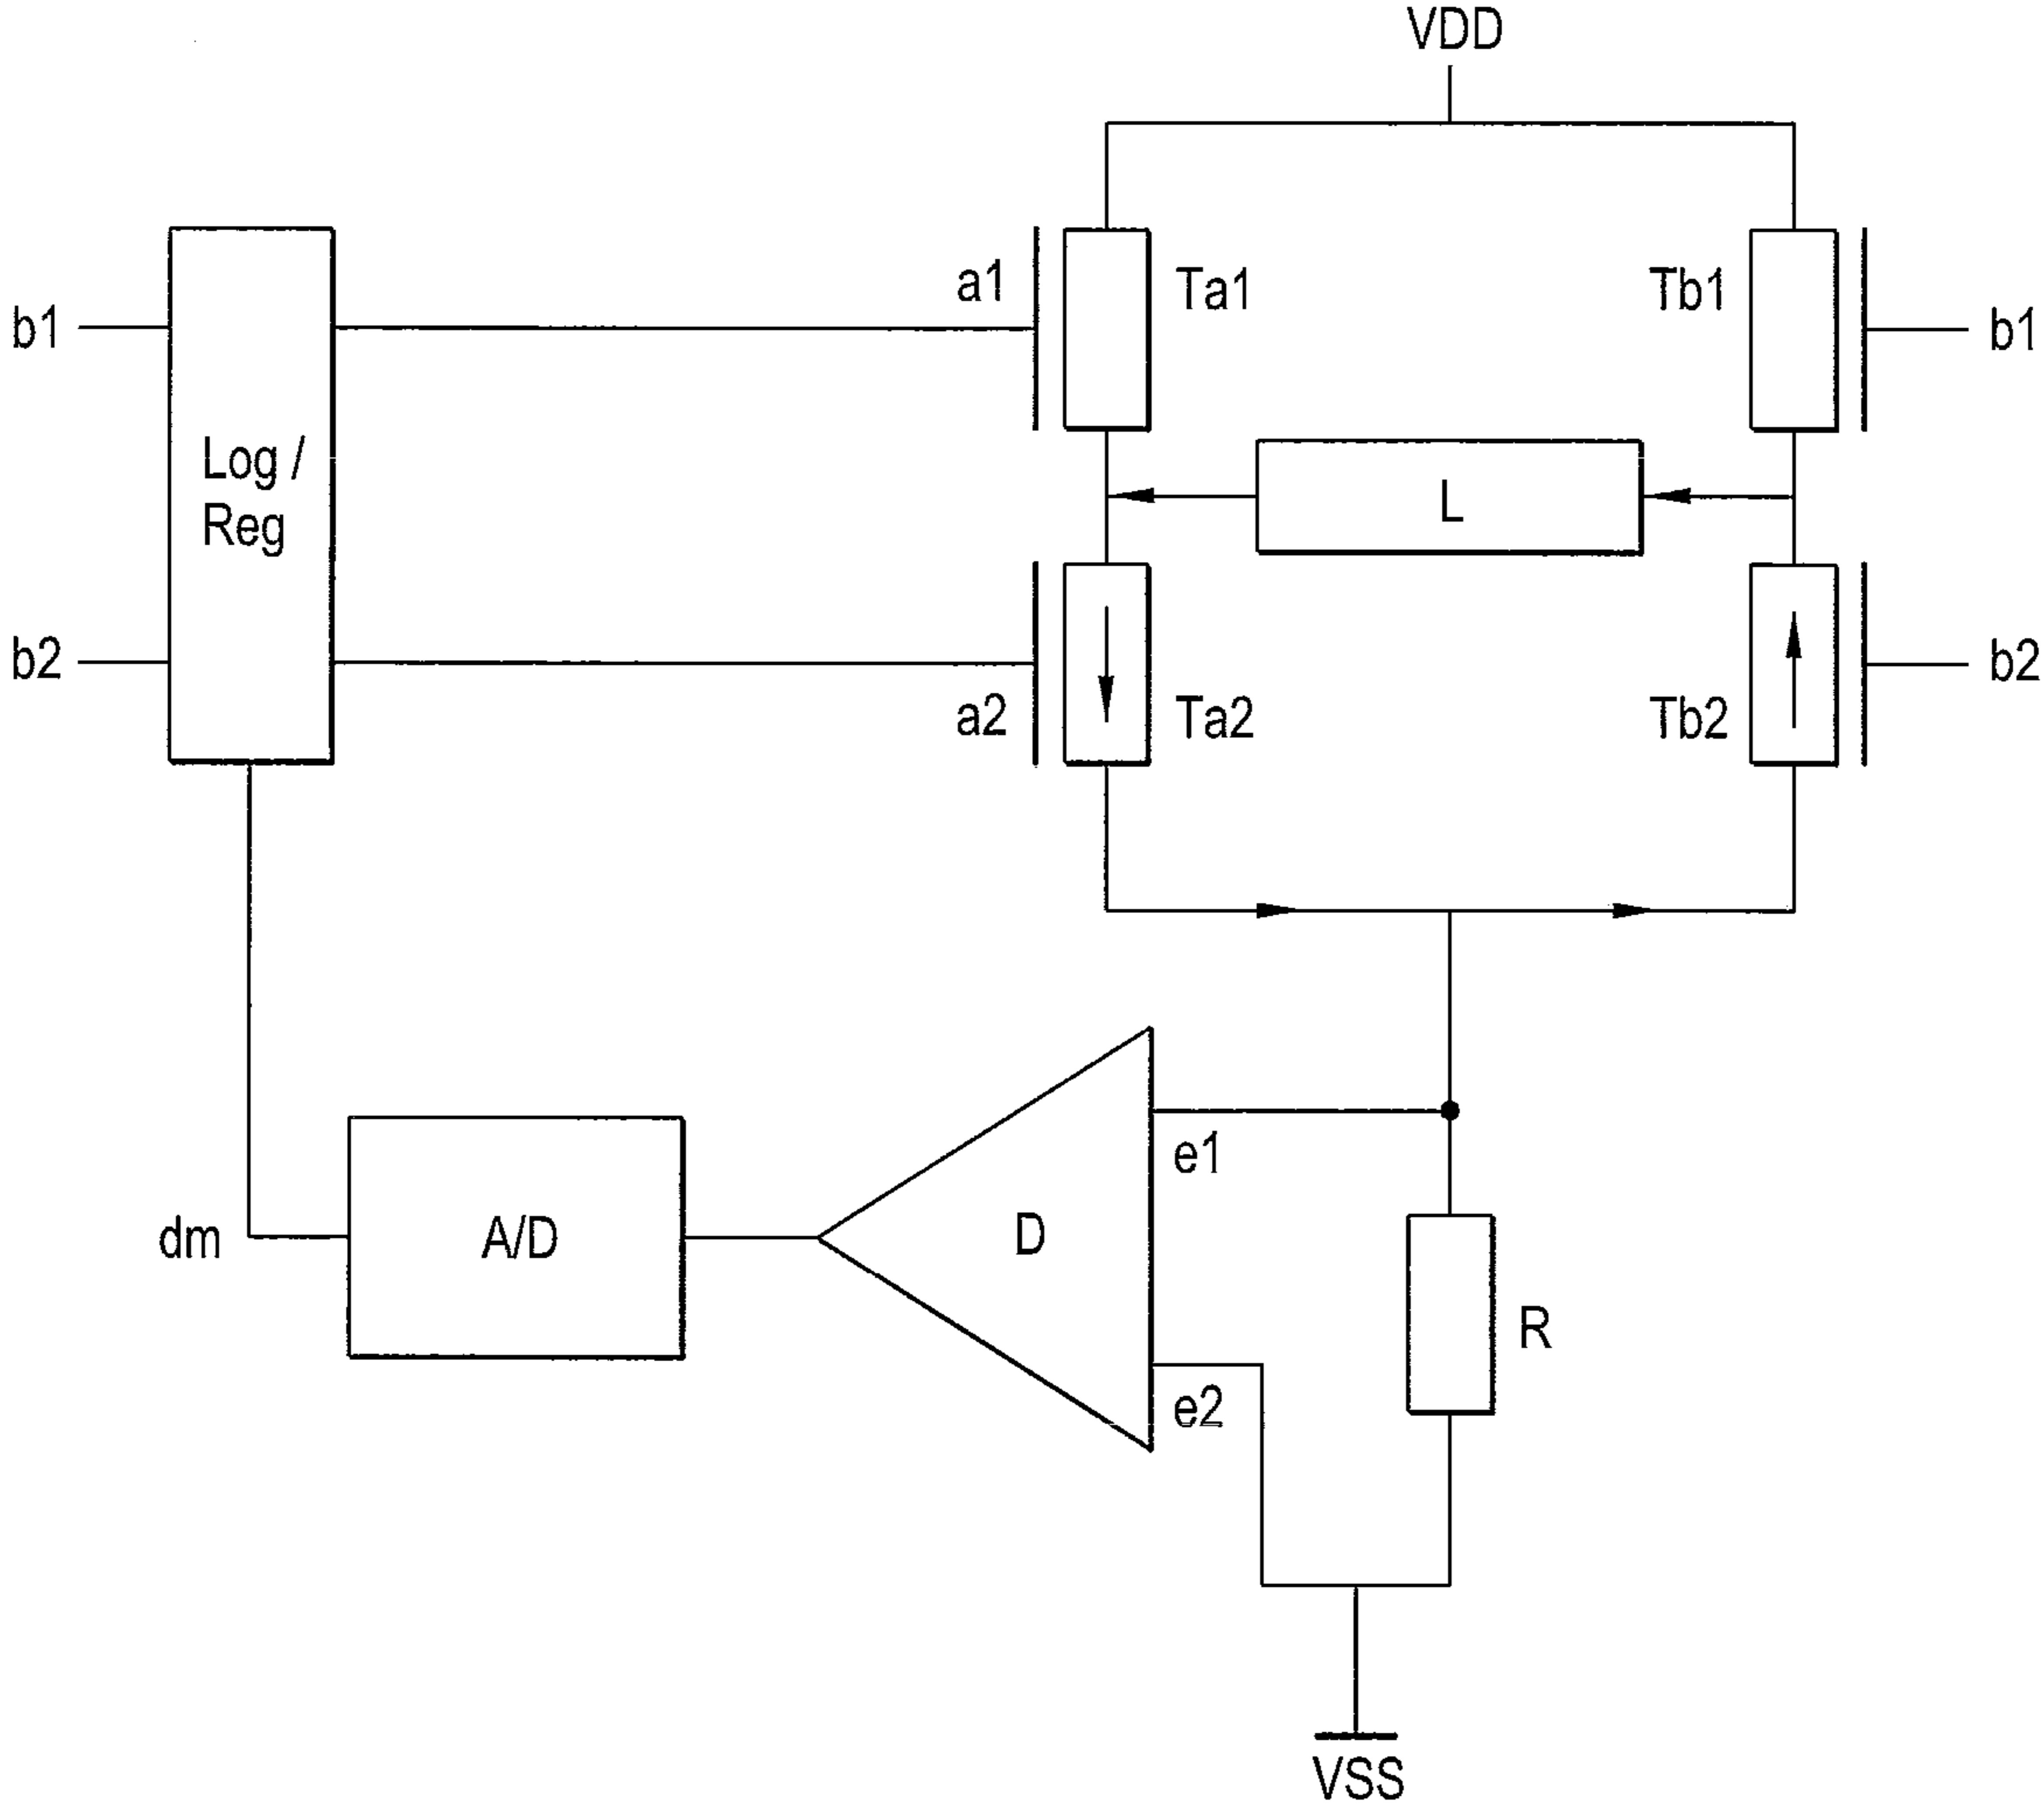 VDD
a1
Ta1
Tb1
b1
b1
Log /
Reg
L
b2
a2
Ta2
Tb2
b2
e1
dm
A/D
D
R
e2
VSS